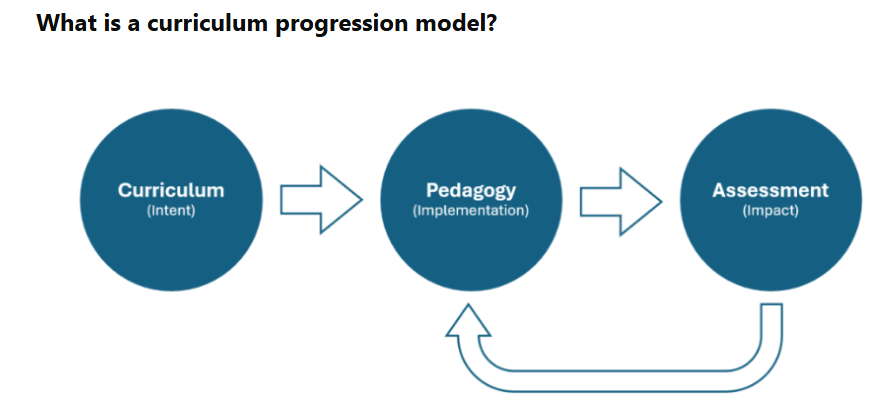 What is a curriculum progression model?
Curriculum
(Intent)
Pedagogy
(Implementation)
Assessment
(Impact)